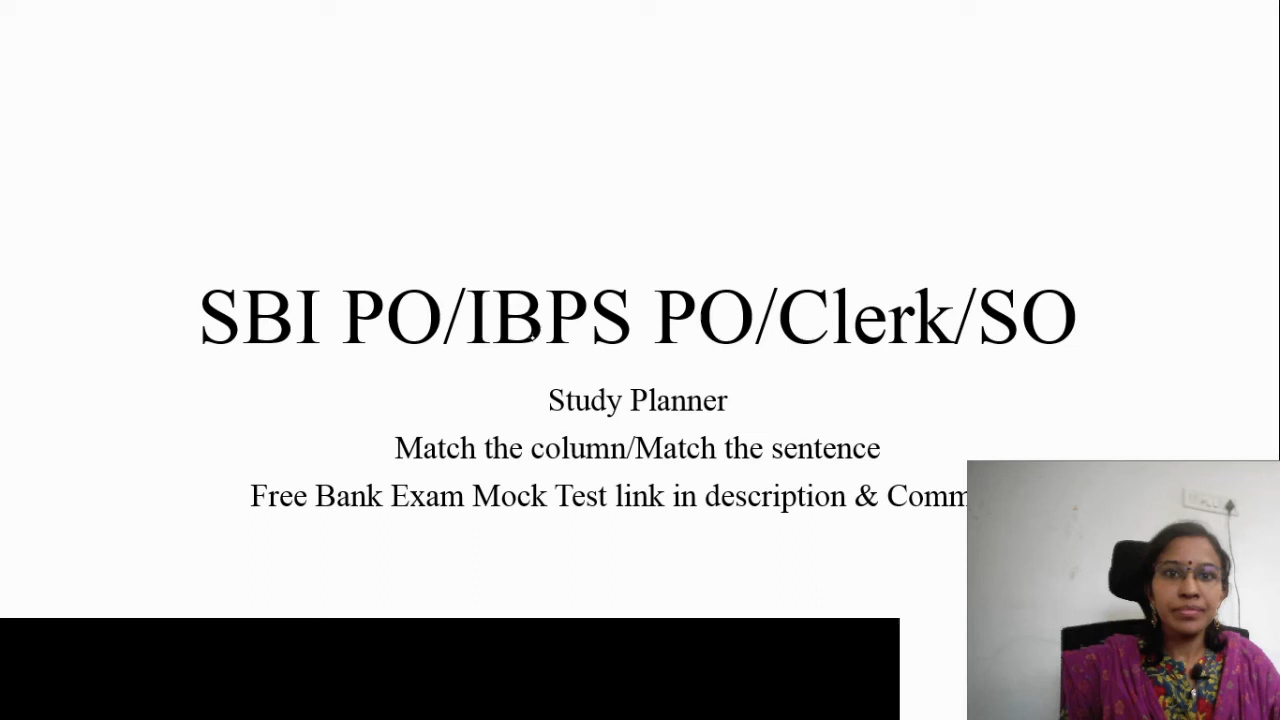 SBI PO/IBPS PO/Clerk/SO
Study Planner
Match the column/Match the sentence
Free Bank Exam Mock Test link in description & Comm